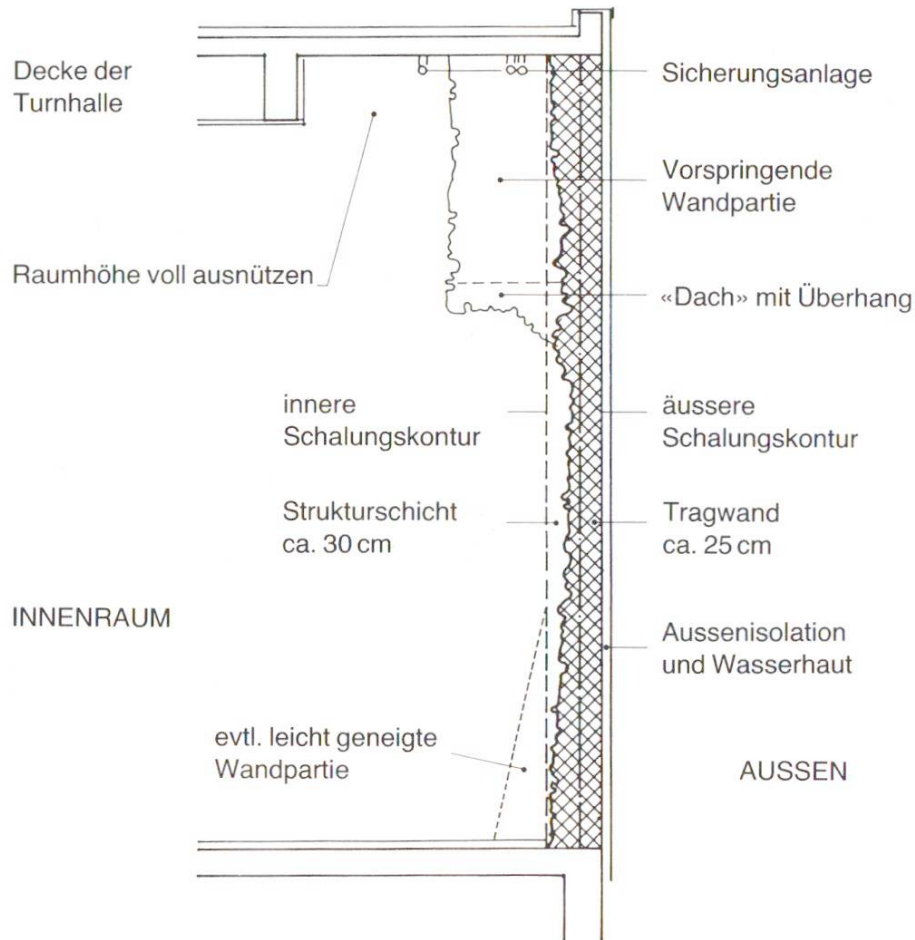 Decke der
Turnhalle
Sicherungsanlage
Vorspringende
Wandpartie
Raumhöhe voll ausnützen
«Dach» mit Überhang
innere
Schalungskontur
äussere
Schalungskontur
Strukturschicht
ca. 30 cm
Tragwand
ca. 25 cm
INNENRAUM
Aussenisolation
und Wasserhaut
evtl. leicht geneigte
Wandpartie
AUSSEN